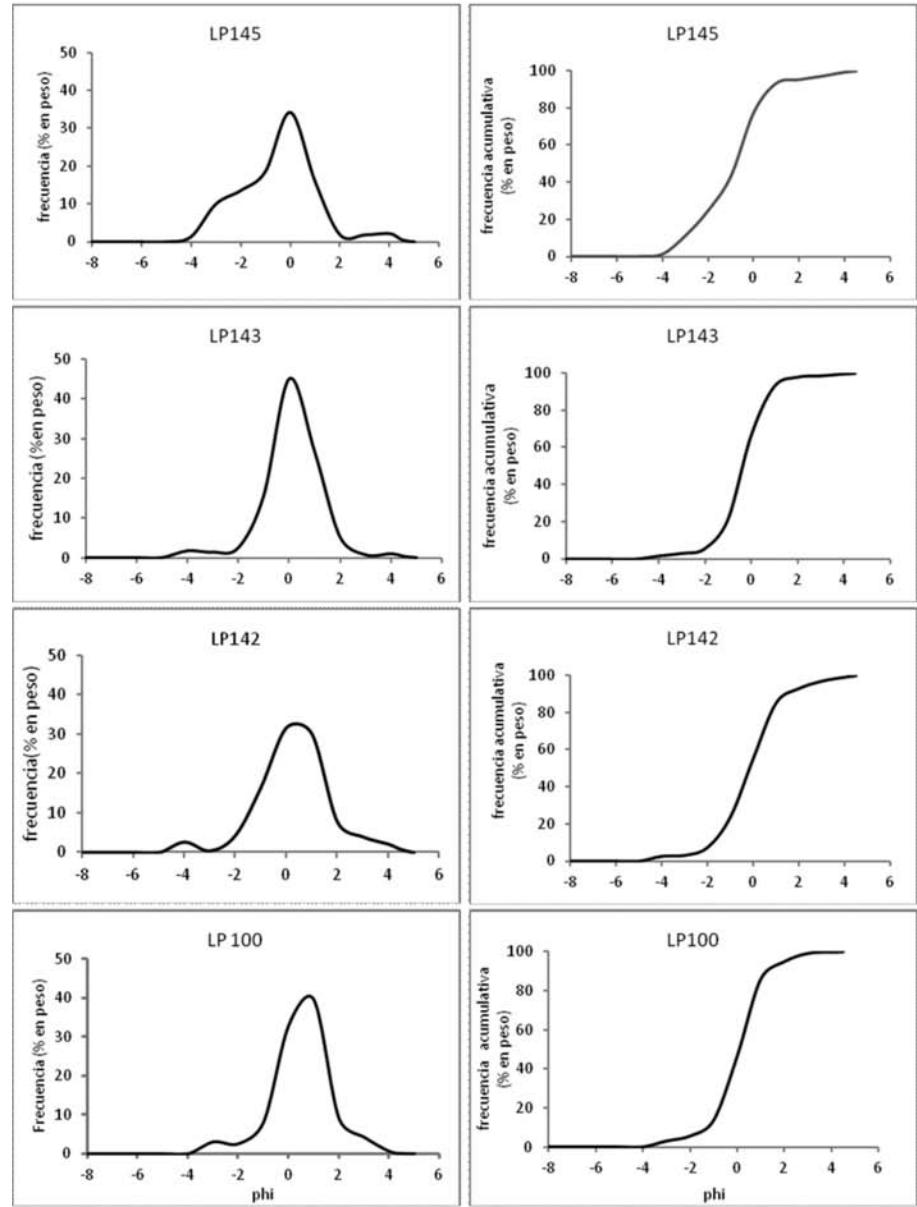 LP145
50
40
30
20
10
0
frecuencia (% en peso)
-8 -6 -4 -2 0 2 4 6
LP145
100
80
60
40
20
0
frecuencia acumulativa
(% en peso)
-8 -6 -4 -2 0 2 4 6
LP143
50
40
30
20
10
0
frecuencia (%en peso)
-8 -6 -4 -2 0 2 4 6
LP143
100
80
60
40
20
0
frecuencia acumulativa
(% en peso)
-8 -6 -4 -2 0 2 4 6
LP142
50
40
30
20
10
0
frecuencia(% en peso)
-8 -6 -4 -2 0 2 4 6
LP142
100
80
60
40
20
0
frecuencia acumulativa
(% en peso)
-8 -6 -4 -2 0 2 4 6
LP 100
50
40
30
20
10
0
Frecuencia (% en peso)
-8 -6 -4 -2 0 2 4 6
phi
LP100
100
80
60
40
20
0
frecuencia acumulativa
(% en peso)
-8 -6 -4 -2 0 2 4 6
phi